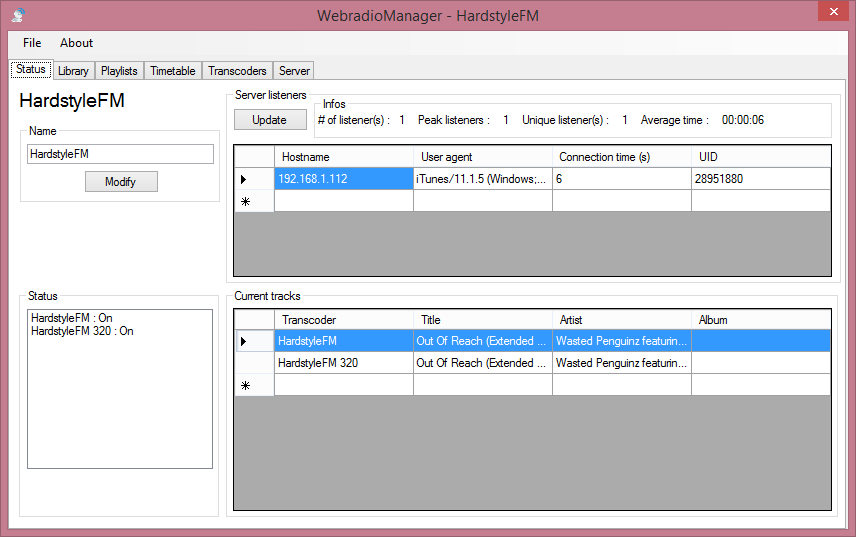 WebradioManager - HardstyleFM
File About
Status Library Playlists Timetable Transcoders Server
HardstyleFM
Name
HardstyleFM
Modify
Server listeners
Update
Infos
# of listener(s) : 1 Peak listeners : 1 Unique listener(s) : 1 Average time : 00:00:06
Hostname User agent Connection time (s) UID
192.168.1.112 iTunes/11.1.5 (Windows;... 6 28951880
Status
HardstyleFM : On
HardstyleFM 320 : On
Current tracks
Transcoder Title Artist Album
HardstyleFM Out Of Reach (Extended ... Wasted Penguinz featurin...
HardstyleFM 320 Out Of Reach (Extended ... Wasted Penguinz featurin...